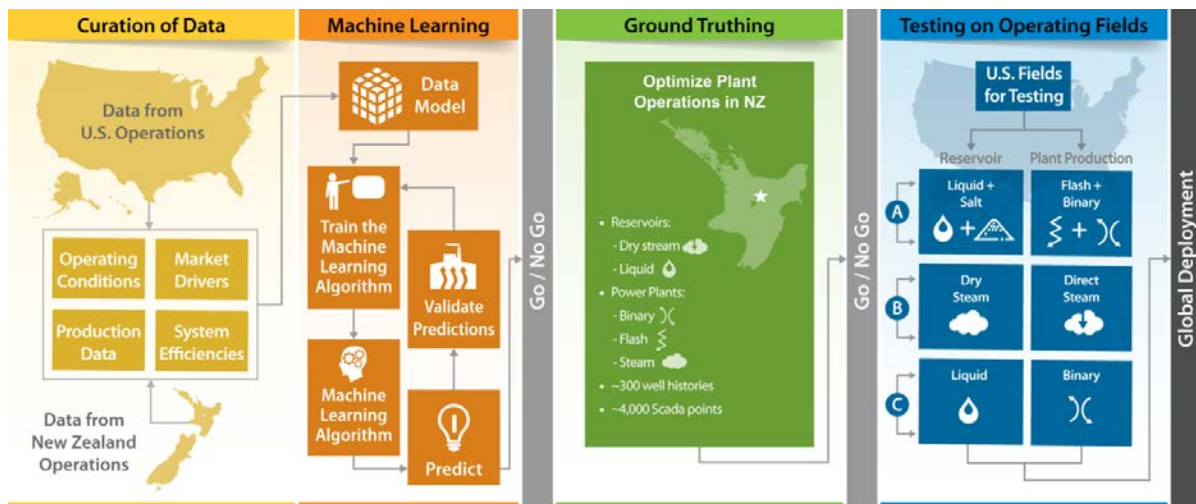 Curation of Data
Data from
U.S. Operations
Operating
Conditions
Market
Drivers
Production
Data
System
Efficiencies
Data from
New Zealand
Operations
Machine Learning
Data
Model
Train the
Machine
Learning
Algorithm
Validate
Predictions
Machine
Learning
Algorithm
Predict
Go / No Go
Ground Truthing
Optimize Plant
Operations in NZ
• Reservoirs:
- Dry stream
- Liquid
• Power Plants:
- Binary
- Flash
- Steam
• ~300 well histories
• ~4,000 Scada points
Go / No Go
Testing on Operating Fields
U.S. Fields
for Testing
Reservoir
Plant Production
A
Liquid +
Salt
+
Flash +
Binary
+
B
Dry
Steam
Direct
Steam
C
Liquid
Binary
Global Deployment